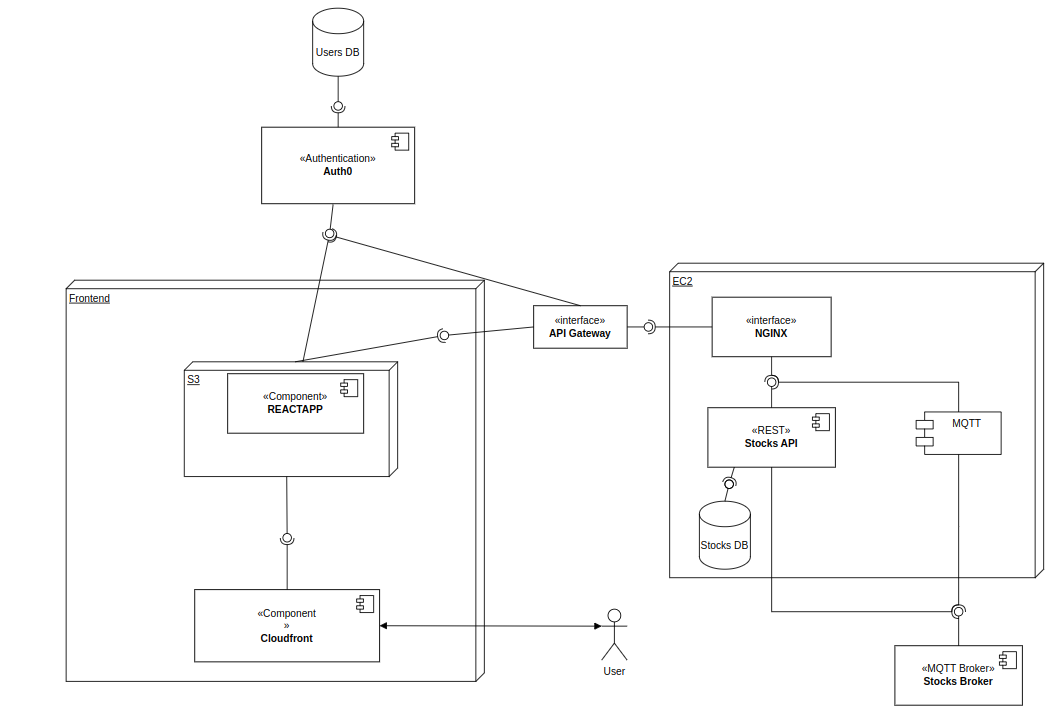 Users DB
«Authentication»
Auth0
Frontend
EC2
«interface»
API Gateway
«interface»
NGINX
S3
«Component»
REACTAPP
«REST»
Stocks API
MQTT
Stocks DB
«Component
»
Cloudfront
User
«MQTT Broker»
Stocks Broker